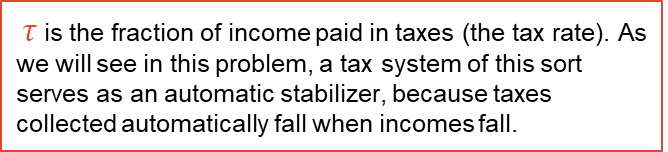 τ is the fraction of income paid in taxes (the tax rate). As
we will see in this problem, a tax system of this sort
serves as an automatic stabilizer, because taxes
collected automatically fall when incomes fall.